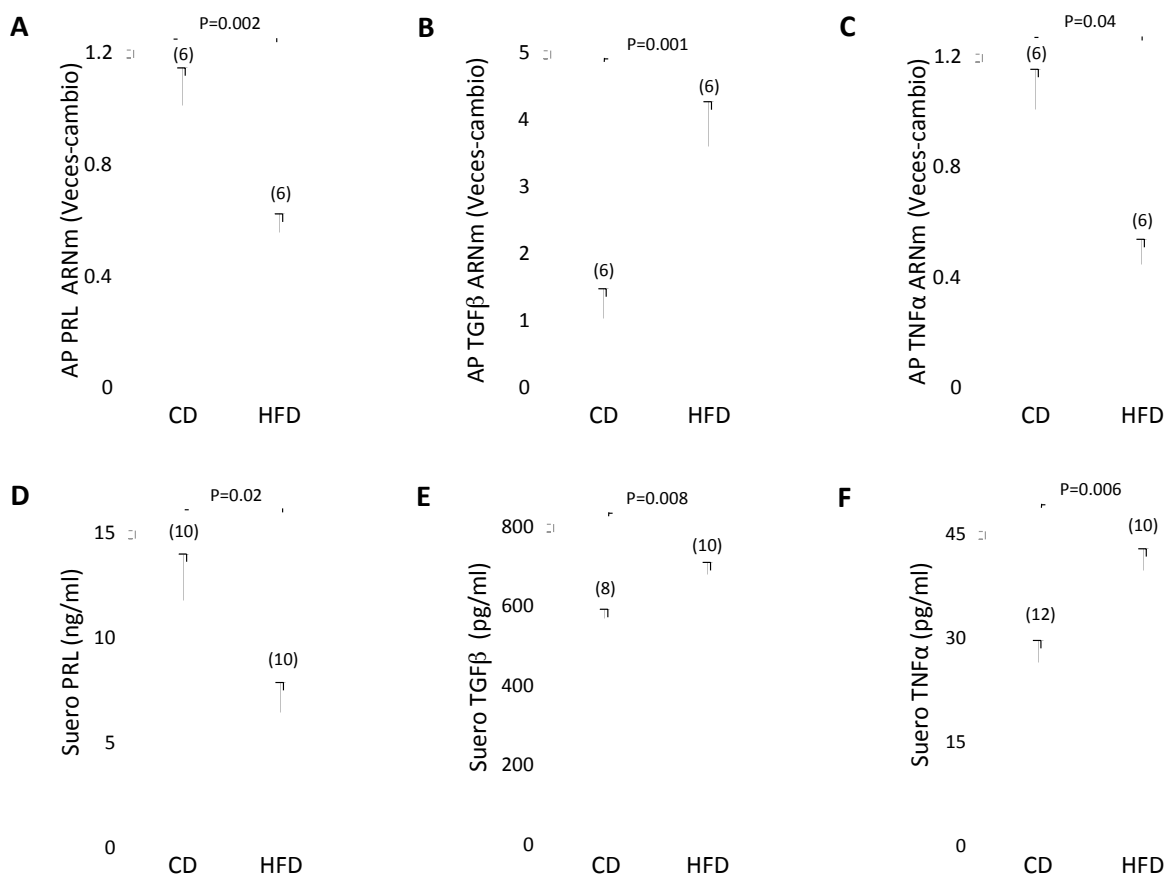 A
P=0.002
AP PRL ARNm (Veces-cambio)
1.2
0.8
0.4
0
(6)
(6)
CD HFD
B
P=0.001
AP TGFβ ARNm (Veces-cambio)
5
4
3
2
1
0
(6)
(6)
CD HFD
C
P=0.04
AP TNFα ARNm (Veces-cambio)
1.2
0.8
0.4
0
(6)
(6)
CD HFD
D
P=0.02
Suero PRL (ng/ml)
15
10
5
0
(10)
(10)
CD HFD
E
P=0.008
Suero TGFβ (pg/ml)
800
600
400
200
0
(8)
(10)
CD HFD
F
P=0.006
Suero TNFα (pg/ml)
45
30
15
0
(12)
(10)
CD HFD